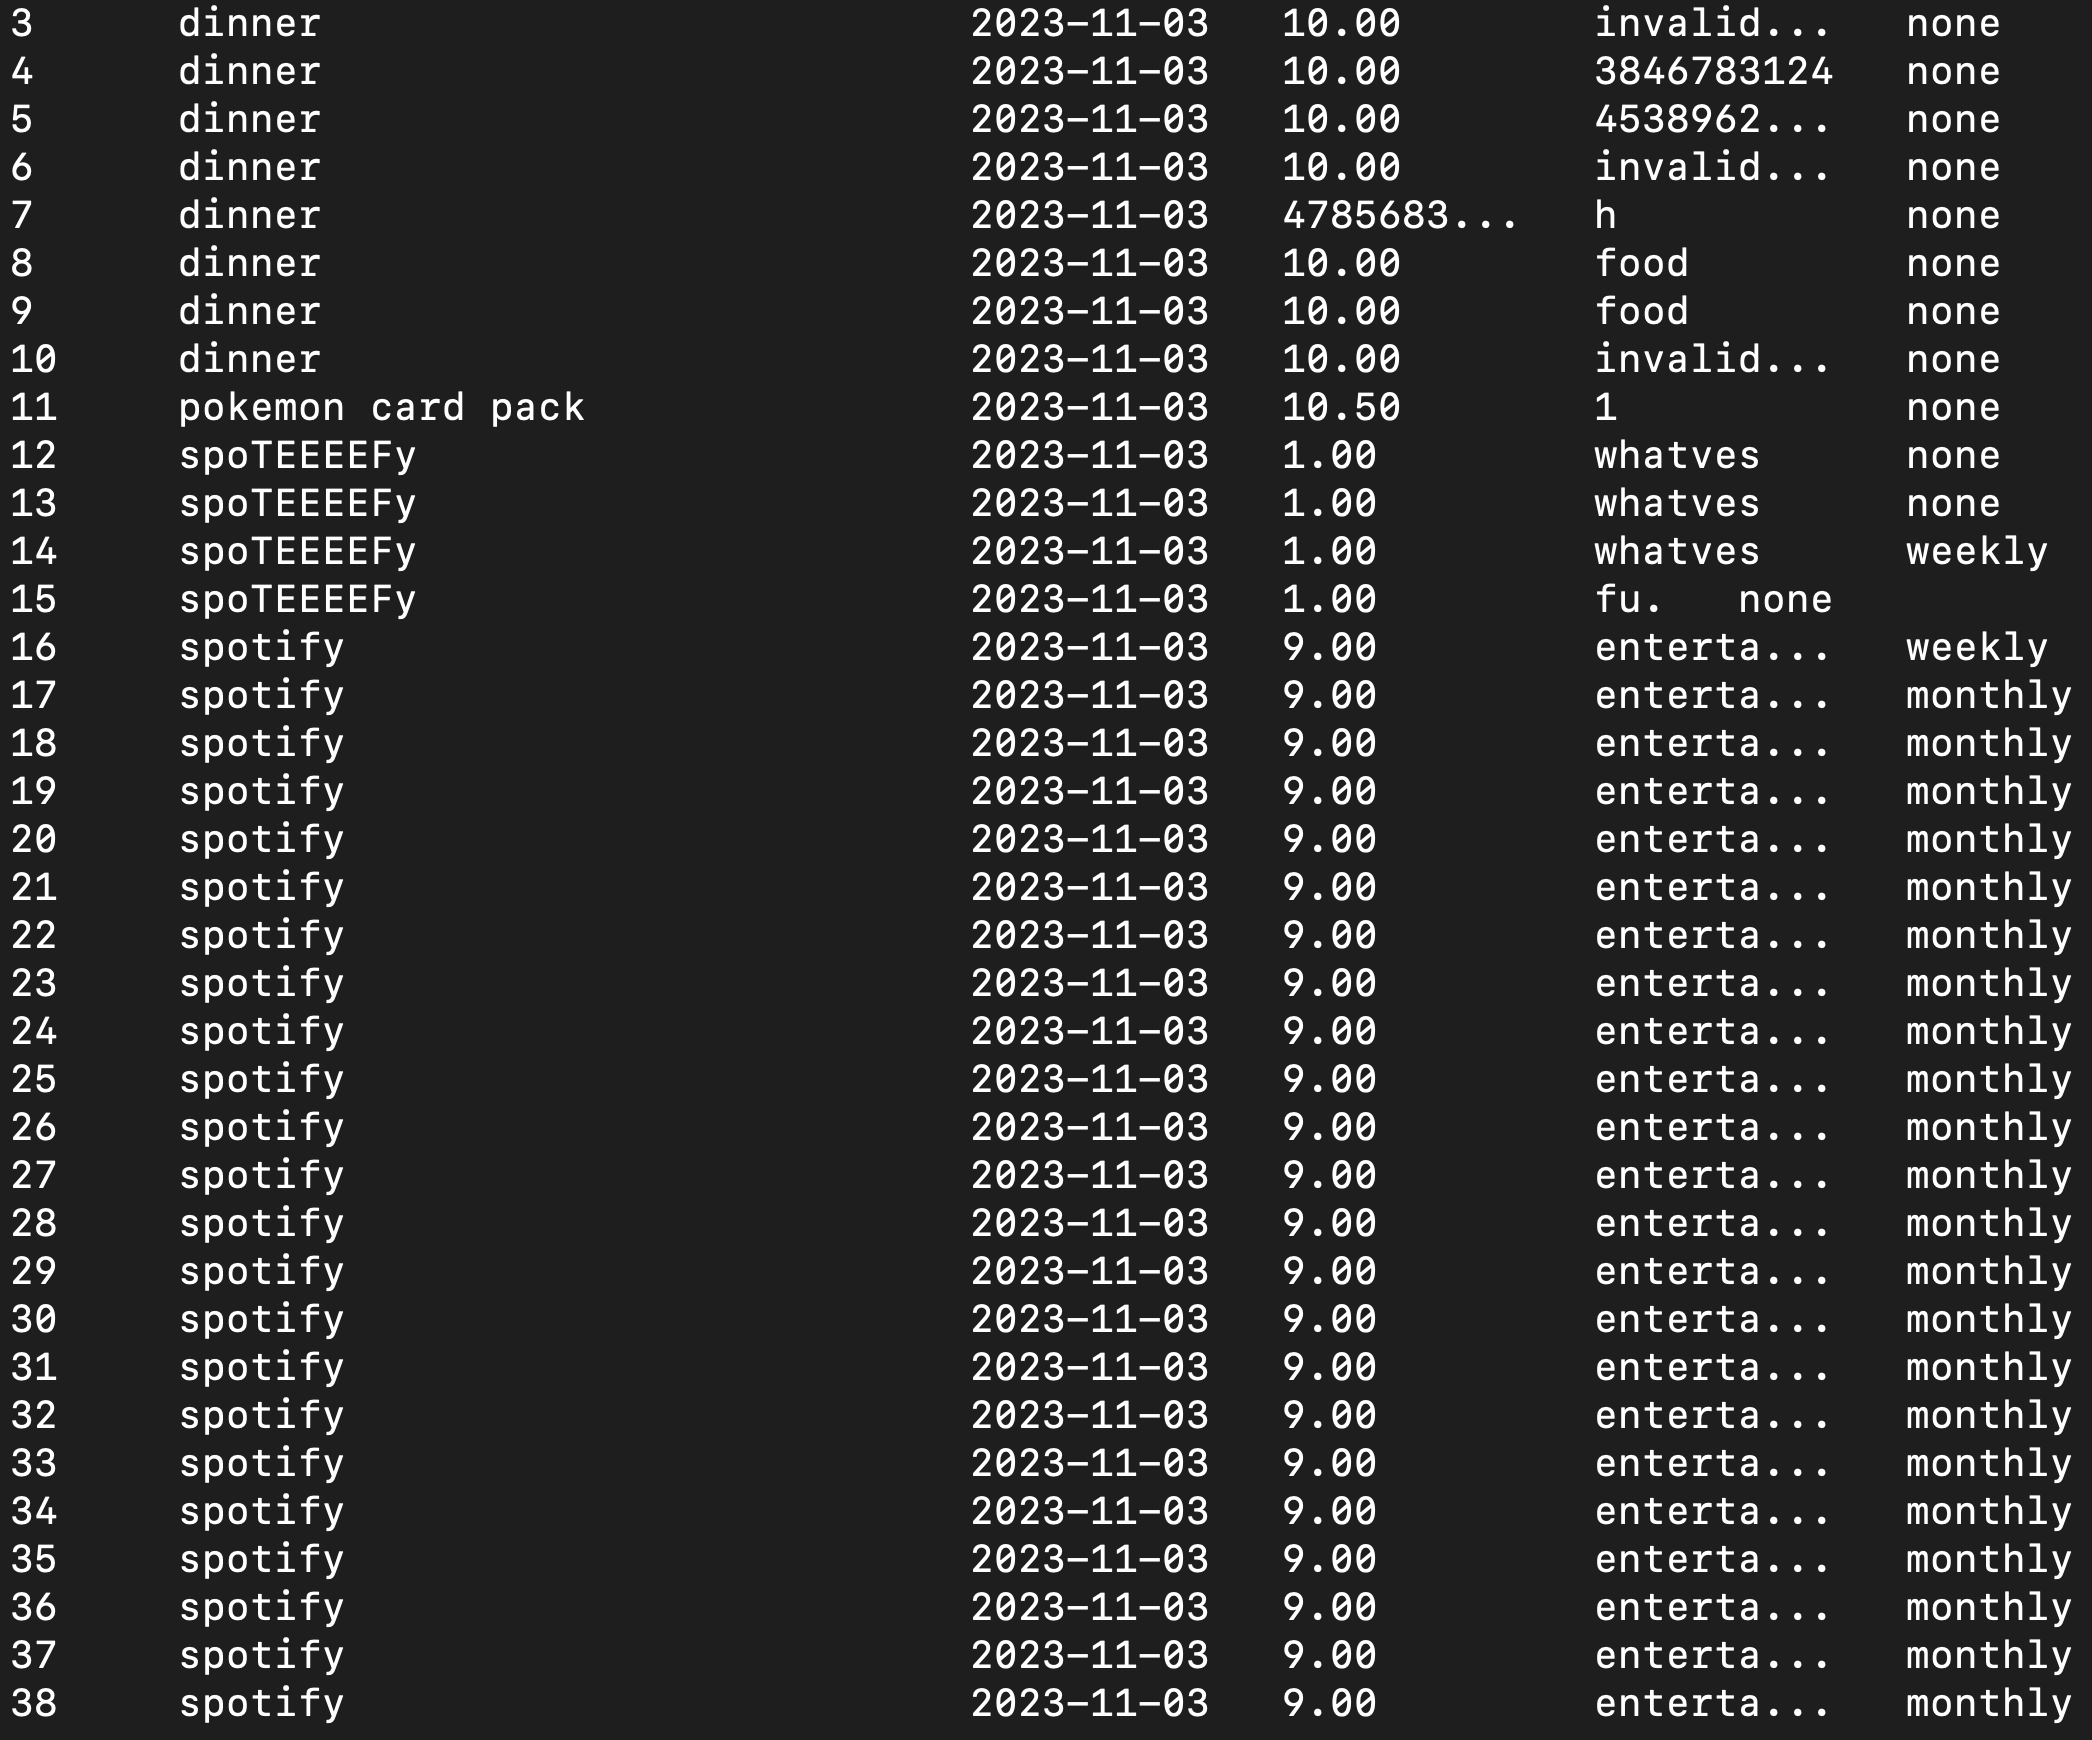 3 dinner 2023-11-03 10.00 invalid... none
4 dinner 2023-11-03 10.00 3846783124 none
5 dinner 2023-11-03 10.00 4538962... none
6 dinner 2023-11-03 10.00 invalid... none
7 dinner 2023-11-03 4785683... h none
8 dinner 2023-11-03 10.00 food none
9 dinner 2023-11-03 10.00 food none
10 dinner 2023-11-03 10.00 invalid... none
11 pokemon card pack 2023-11-03 10.50 1 none
12 spoTEEEEFy 2023-11-03 1.00 whatves none
13 spoTEEEEFy 2023-11-03 1.00 whatves none
14 spoTEEEEFy 2023-11-03 1.00 whatves weekly
15 spoTEEEEFy 2023-11-03 1.00 fu. none
16 spotify 2023-11-03 9.00 enterta... weekly
17 spotify 2023-11-03 9.00 enterta... monthly
18 spotify 2023-11-03 9.00 enterta... monthly
19 spotify 2023-11-03 9.00 enterta... monthly
20 spotify 2023-11-03 9.00 enterta... monthly
21 spotify 2023-11-03 9.00 enterta... monthly
22 spotify 2023-11-03 9.00 enterta... monthly
23 spotify 2023-11-03 9.00 enterta... monthly
24 spotify 2023-11-03 9.00 enterta... monthly
25 spotify 2023-11-03 9.00 enterta... monthly
26 spotify 2023-11-03 9.00 enterta... monthly
27 spotify 2023-11-03 9.00 enterta... monthly
28 spotify 2023-11-03 9.00 enterta... monthly
29 spotify 2023-11-03 9.00 enterta... monthly
30 spotify 2023-11-03 9.00 enterta... monthly
31 spotify 2023-11-03 9.00 enterta... monthly
32 spotify 2023-11-03 9.00 enterta... monthly
33 spotify 2023-11-03 9.00 enterta... monthly
34 spotify 2023-11-03 9.00 enterta... monthly
35 spotify 2023-11-03 9.00 enterta... monthly
36 spotify 2023-11-03 9.00 enterta... monthly
37 spotify 2023-11-03 9.00 enterta... monthly
38 spotify 2023-11-03 9.00 enterta... monthly